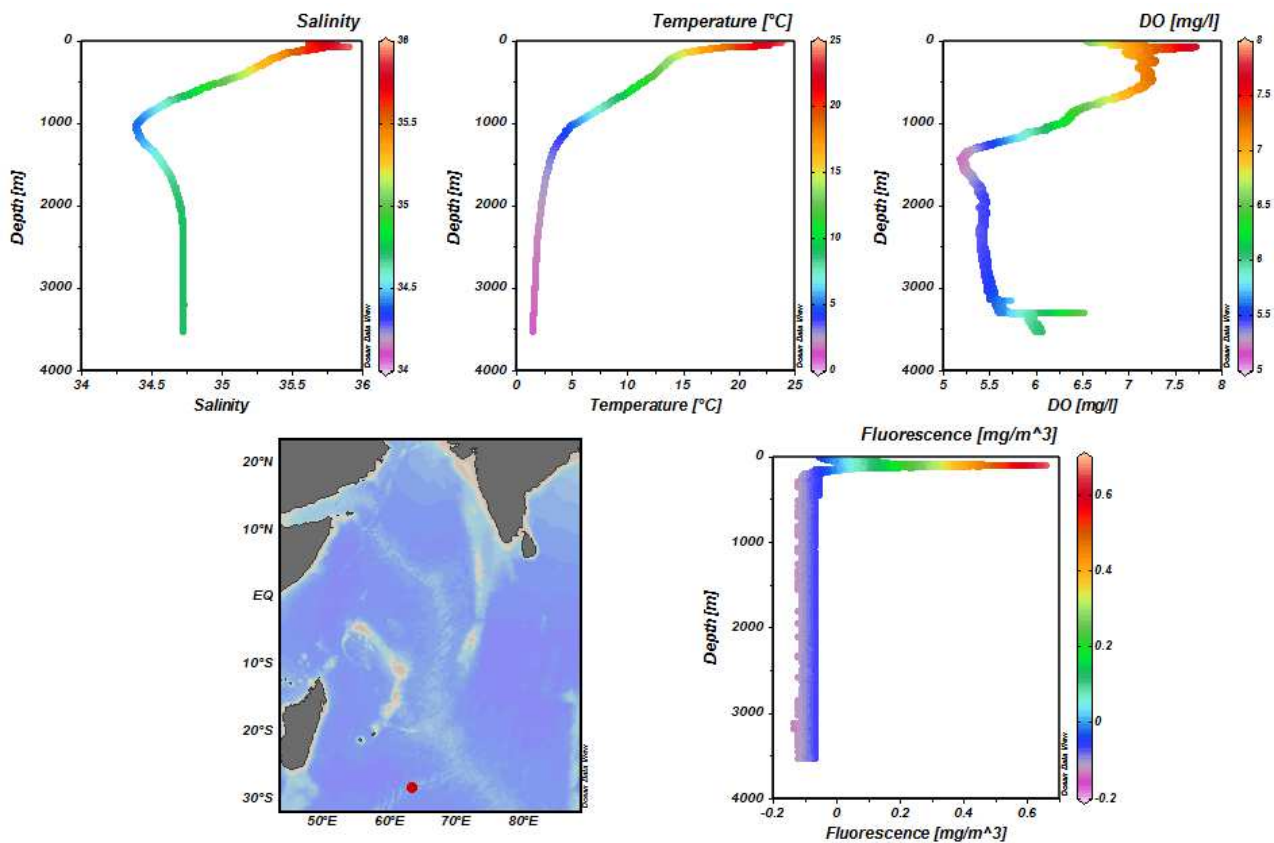 Salinity
0
1000
2000
3000
4000
Depth [m]
34
34.5
35
35.5
36
Salinity
36
35.5
35
34.5
34
Ocean Data View
Temperature [°C]
0
1000
2000
3000
4000
Depth [m]
0
5
10
15
20
25
Temperature [°C]
25
20
15
10
5
0
Ocean Data View
DO [mg/l]
0
1000
2000
3000
4000
Depth [m]
5
5.5
6
6.5
7
7.5
8
DO [mg/l]
8
7.5
7
6.5
6
5.5
5
Ocean Data View
20°N
10°N
EQ
10°S
20°S
30°S
50°E
60°E
70°E
80°E
Ocean Data View
Fluorescence [mg/m^3]
0
1000
2000
3000
4000
Depth [m]
-0.2
0
0.2
0.4
0.6
Fluorescence [mg/m^3]
0.6
0.4
0.2
0
-0.2
Ocean Data View